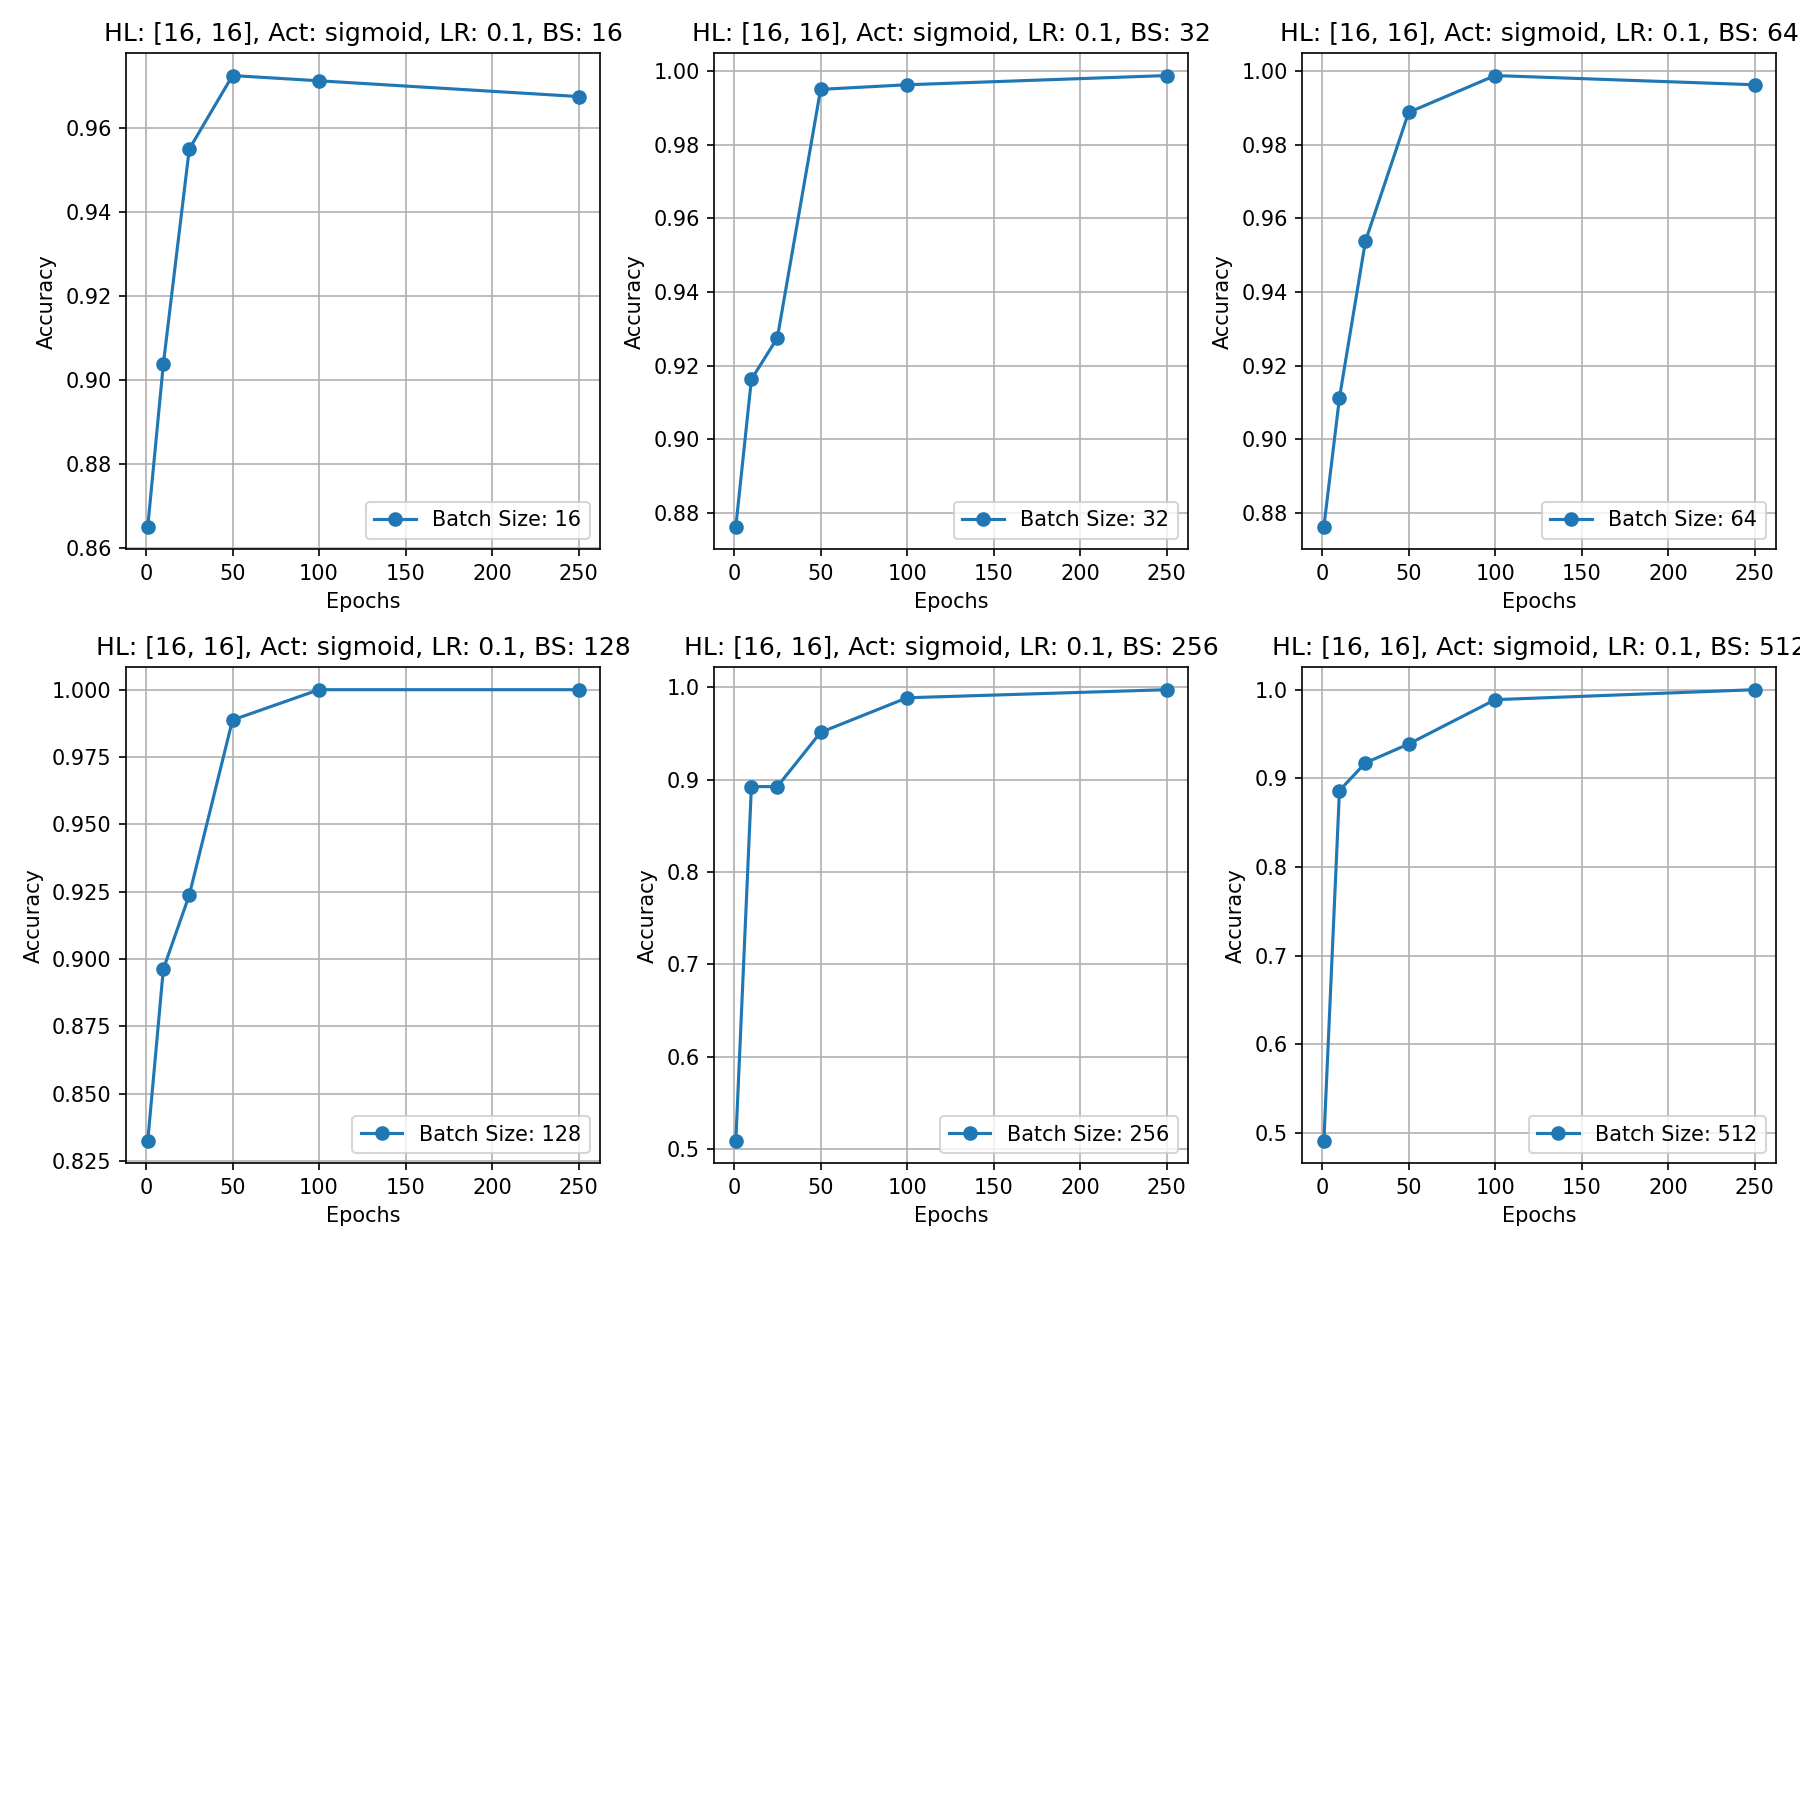 HL: [16, 16], Act: sigmoid, LR: 0.1, BS: 16
Accuracy
0.96
0.94
0.92
0.90
0.88
0.86
Batch Size: 16
0 50 100 150 200 250
Epochs
HL: [16, 16], Act: sigmoid, LR: 0.1, BS: 32
Accuracy
1.00
0.98
0.96
0.94
0.92
0.90
0.88
Batch Size: 32
0 50 100 150 200 250
Epochs
HL: [16, 16], Act: sigmoid, LR: 0.1, BS: 64
Accuracy
1.00
0.98
0.96
0.94
0.92
0.90
0.88
Batch Size: 64
0 50 100 150 200 250
Epochs
HL: [16, 16], Act: sigmoid, LR: 0.1, BS: 128
Accuracy
1.000
0.975
0.950
0.925
0.900
0.875
0.850
0.825
Batch Size: 128
0 50 100 150 200 250
Epochs
HL: [16, 16], Act: sigmoid, LR: 0.1, BS: 256
Accuracy
1.0
0.9
0.8
0.7
0.6
0.5
Batch Size: 256
0 50 100 150 200 250
Epochs
HL: [16, 16], Act: sigmoid, LR: 0.1, BS: 512
Accuracy
1.0
0.9
0.8
0.7
0.6
0.5
Batch Size: 512
0 50 100 150 200 250
Epochs